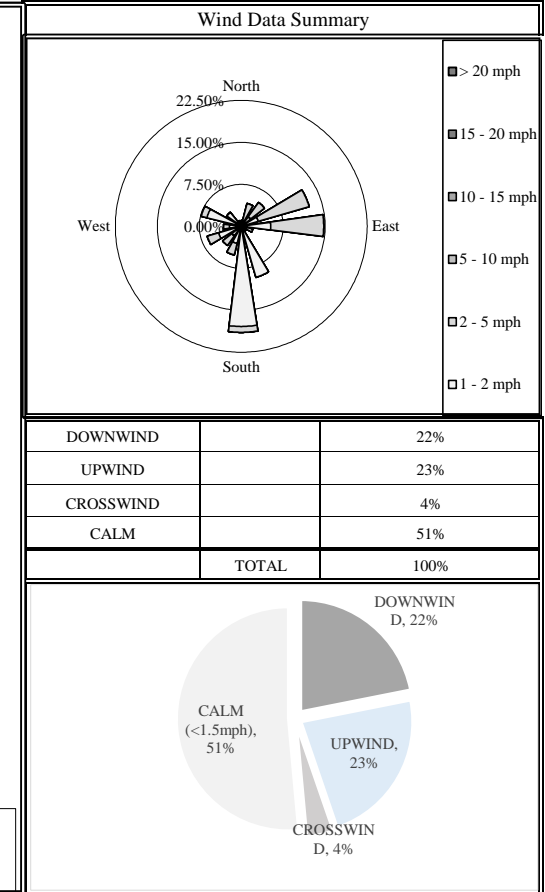 Wind Data Summary
North
22.50%
15.00%
7.50%
0.00%
West
East
South
> 20 mph
15 - 20 mph
10 - 15 mph
5 - 10 mph
2 - 5 mph
1 - 2 mph
DOWNWIND 22%
UPWIND 23%
CROSSWIND 4%
CALM 51%
TOTAL 100%
DOWNWIN
D, 22%
UPWIND,
23%
CROSSWIN
D, 4%
CALM
(<1.5mph),
51%